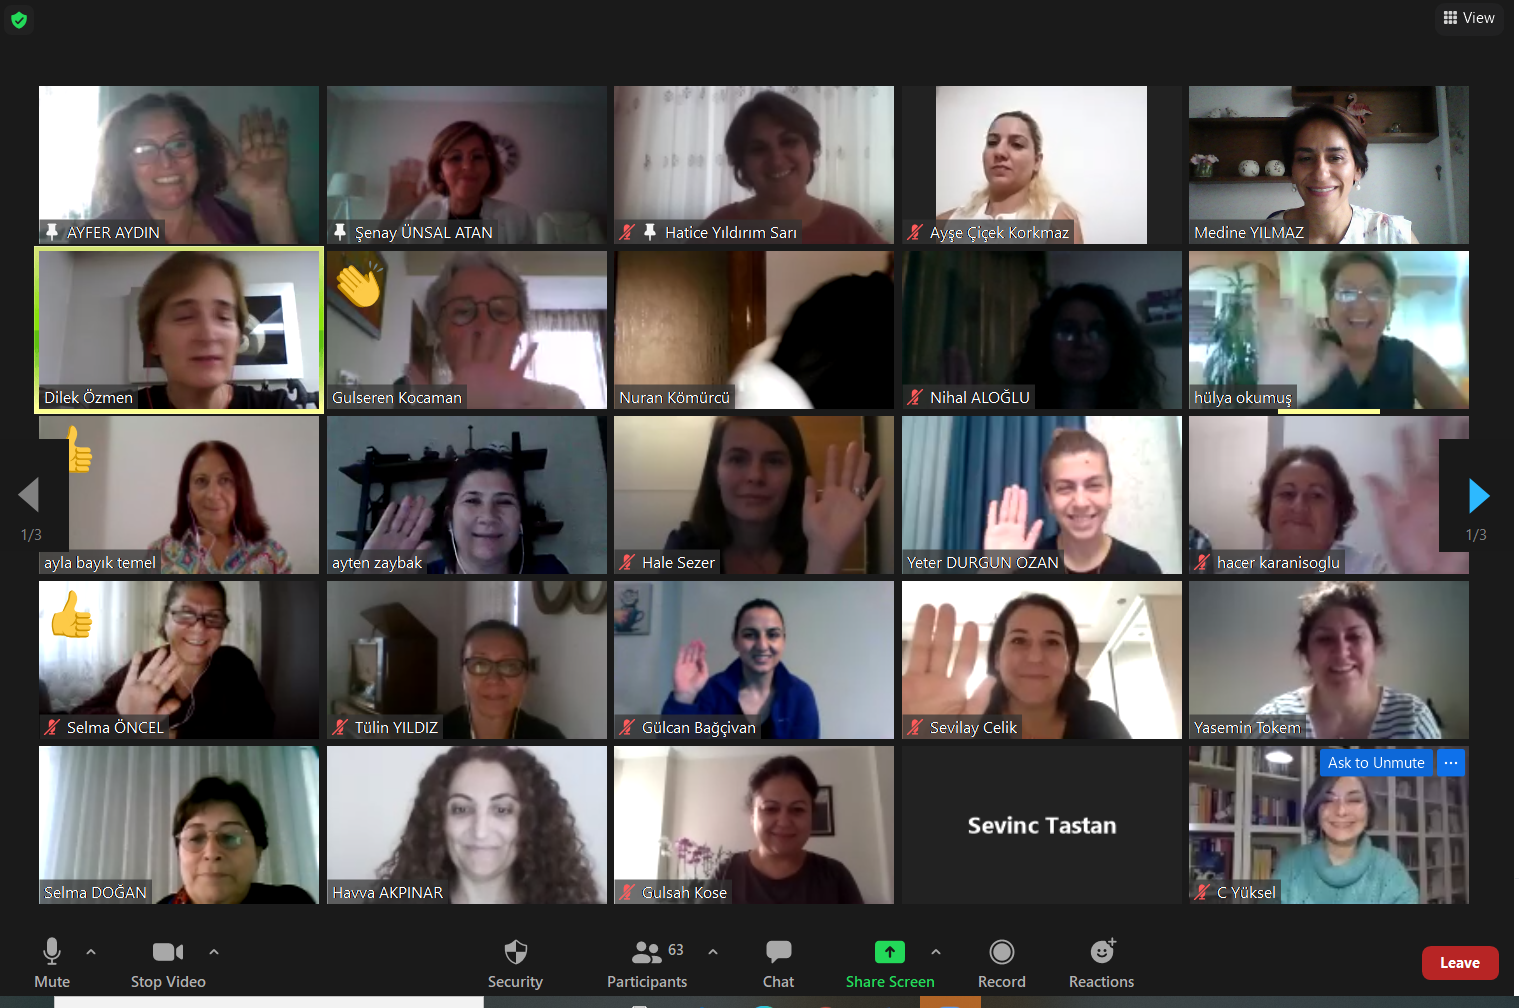 View
AYFER AYDIN
Şenay ÜNSAL ATAN
Hatice Yıldırım Sarı
Ayşe Çiçek Korkmaz
Medine YILMAZ
Dilek Özmen
Gulseren Kocaman
Nuran Kömürcü
Nihal ALOĞLU
hülya okumuş
1/3
1/3
ayla bayık temel
ayten zaybak
Hale Sezer
Yeter DURGUN OZAN
hacer karanisoglu
Selma ÖNCEL
Tülin YILDIZ
Gülcan Bağçivan
Sevilay Celik
Yasemin Tokem
Ask to Unmute
...
Sevinc Tastan
Selma DOĞAN
Havva AKPINAR
Gulsah Kose
C Yüksel
63
Mute
Stop Video
Security
Participants
Chat
Share Screen
Record
Reactions
Leave